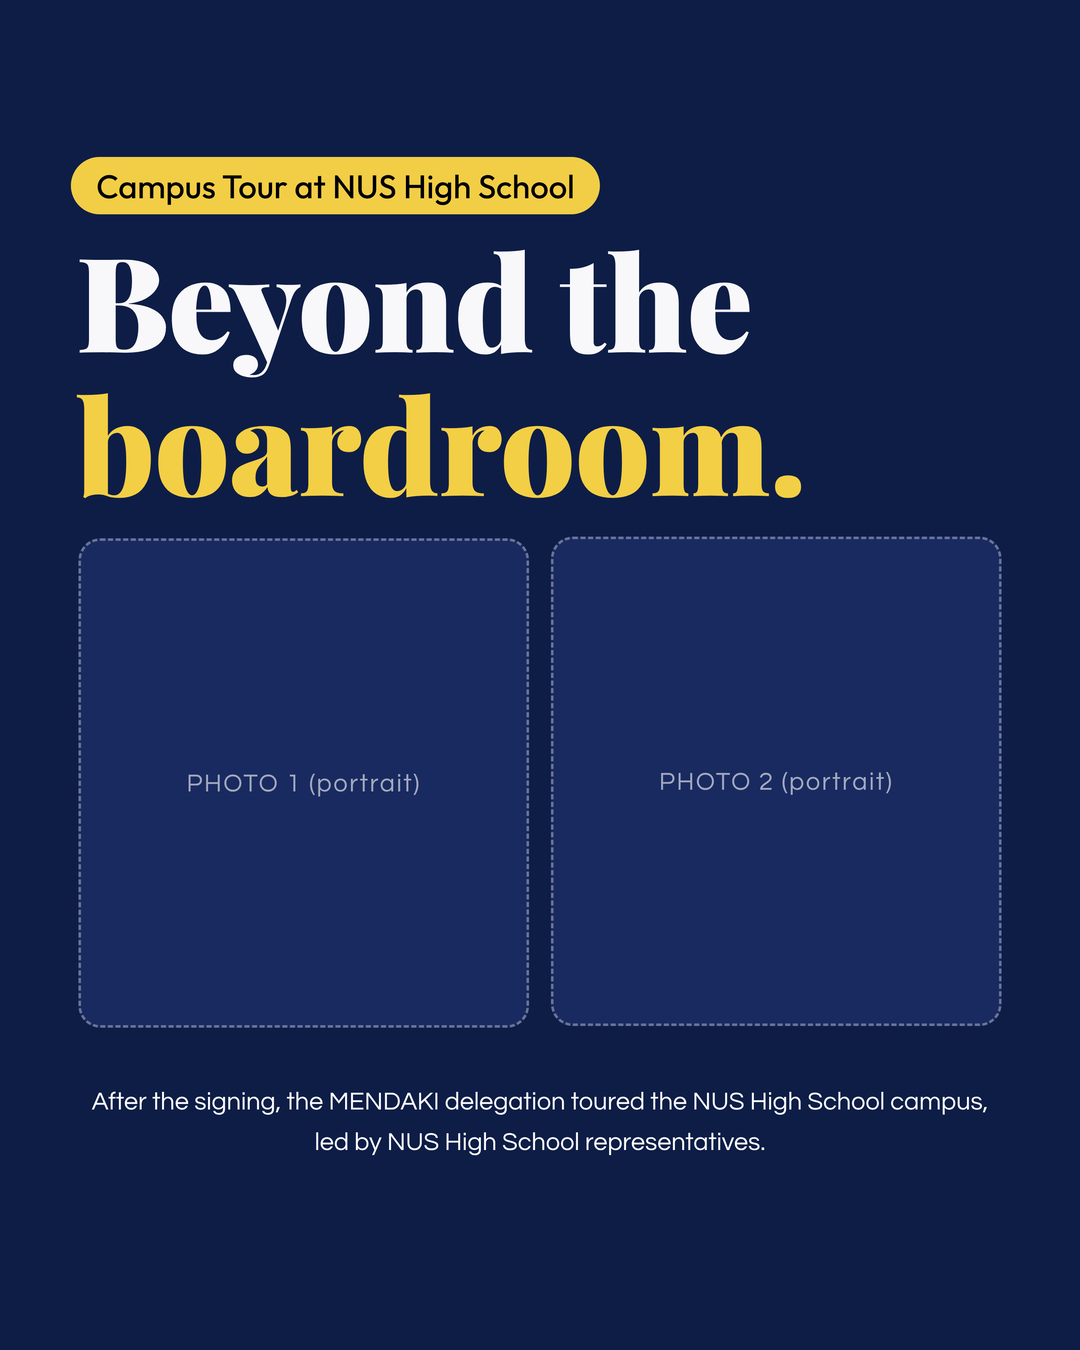 Campus Tour at NUS High School
Beyond the
boardroom.
PHOTO 1 (portrait)
PHOTO 2 (portrait)
After the signing, the MENDAKI delegation toured the NUS High School campus,
led by NUS High School representatives.